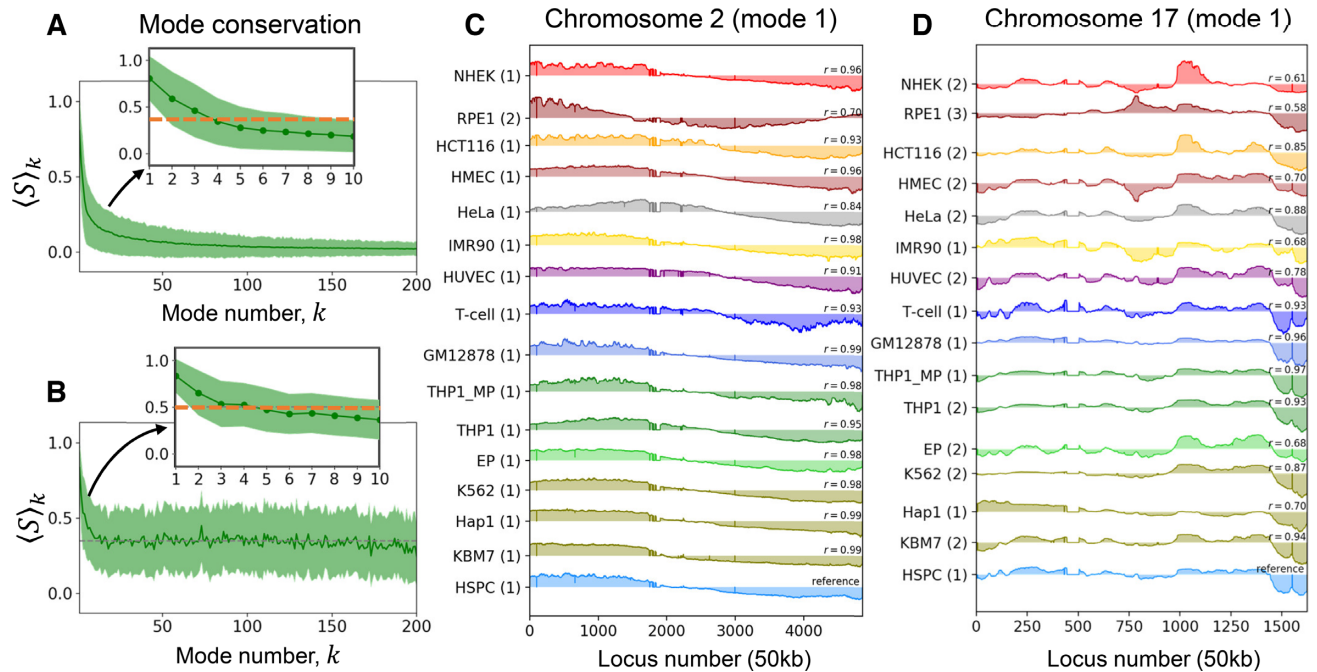 A
Mode conservation
1.0
0.5
0.0
⟨S⟩k
1.0
0.5
0.0
1 2 3 4 5 6 7 8 9 10
50 100 150 200
Mode number, k
B
1.0
0.5
0.0
⟨S⟩k
1.0
0.5
0.0
1 2 3 4 5 6 7 8 9 10
50 100 150 200
Mode number, k
C
Chromosome 2 (mode 1)
NHEK (1) r = 0.96
RPE1 (2) r = 0.70
HCT116 (1) r = 0.93
HMEC (1) r = 0.96
HeLa (1) r = 0.84
IMR90 (1) r = 0.98
HUVEC (1) r = 0.91
T-cell (1) r = 0.93
GM12878 (1) r = 0.99
THP1_MP (1) r = 0.98
THP1 (1) r = 0.95
EP (1) r = 0.98
K562 (1) r = 0.98
Hap1 (1) r = 0.99
KBM7 (1) r = 0.99
HSPC (1) reference
0 1000 2000 3000 4000
Locus number (50kb)
D
Chromosome 17 (mode 1)
NHEK (2) r = 0.61
RPE1 (3) r = 0.58
HCT116 (2) r = 0.85
HMEC (2) r = 0.70
HeLa (2) r = 0.88
IMR90 (1) r = 0.68
HUVEC (2) r = 0.78
T-cell (1) r = 0.93
GM12878 (1) r = 0.96
THP1_MP (1) r = 0.97
THP1 (2) r = 0.93
EP (2) r = 0.68
K562 (2) r = 0.87
Hap1 (1) r = 0.70
KBM7 (2) r = 0.94
HSPC (1) reference
0 250 500 750 1000 1250 1500
Locus number (50kb)